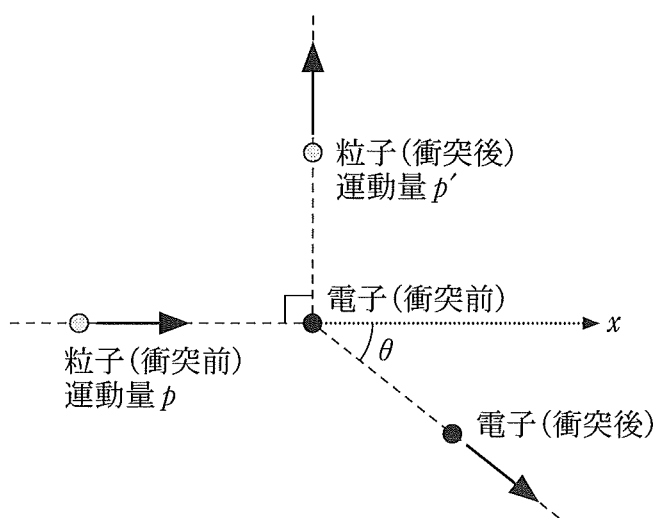 粒子(衝突後)
運動量 p′
電子(衝突前)
x
粒子(衝突前)
運動量 p
θ
電子(衝突後)